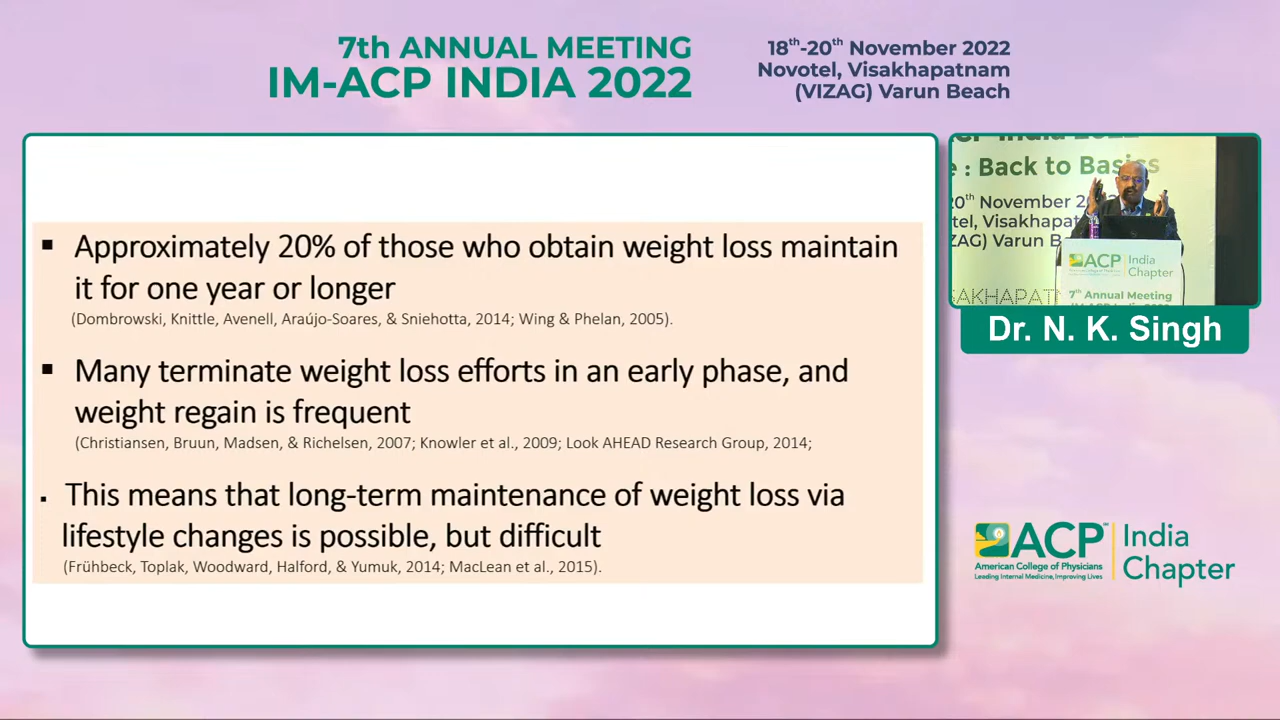 7th ANNUAL MEETING
IM-ACP INDIA 2022
18th-20th November 2022
Novotel, Visakhapatnam
(VIZAG) Varun Beach
▪ Approximately 20% of those who obtain weight loss maintain
it for one year or longer
(Dombrowski, Knittle, Avenell, Araújo-Soares, & Sniehotta, 2014; Wing & Phelan, 2005).
▪ Many terminate weight loss efforts in an early phase, and
weight regain is frequent
(Christiansen, Bruun, Madsen, & Richelsen, 2007; Knowler et al., 2009; Look AHEAD Research Group, 2014;
▪ This means that long-term maintenance of weight loss via
lifestyle changes is possible, but difficult
(Frühbeck, Toplak, Woodward, Halford, & Yumuk, 2014; MacLean et al., 2015).
: Back to Basics
20th November
tel,
ZAG) Varun B
ACP India
Chapter
7th Annual Meeting
Dr. N. K. Singh
ACP India
American College of Physicians Chapter
Leading Internal Medicine, Improving Lives